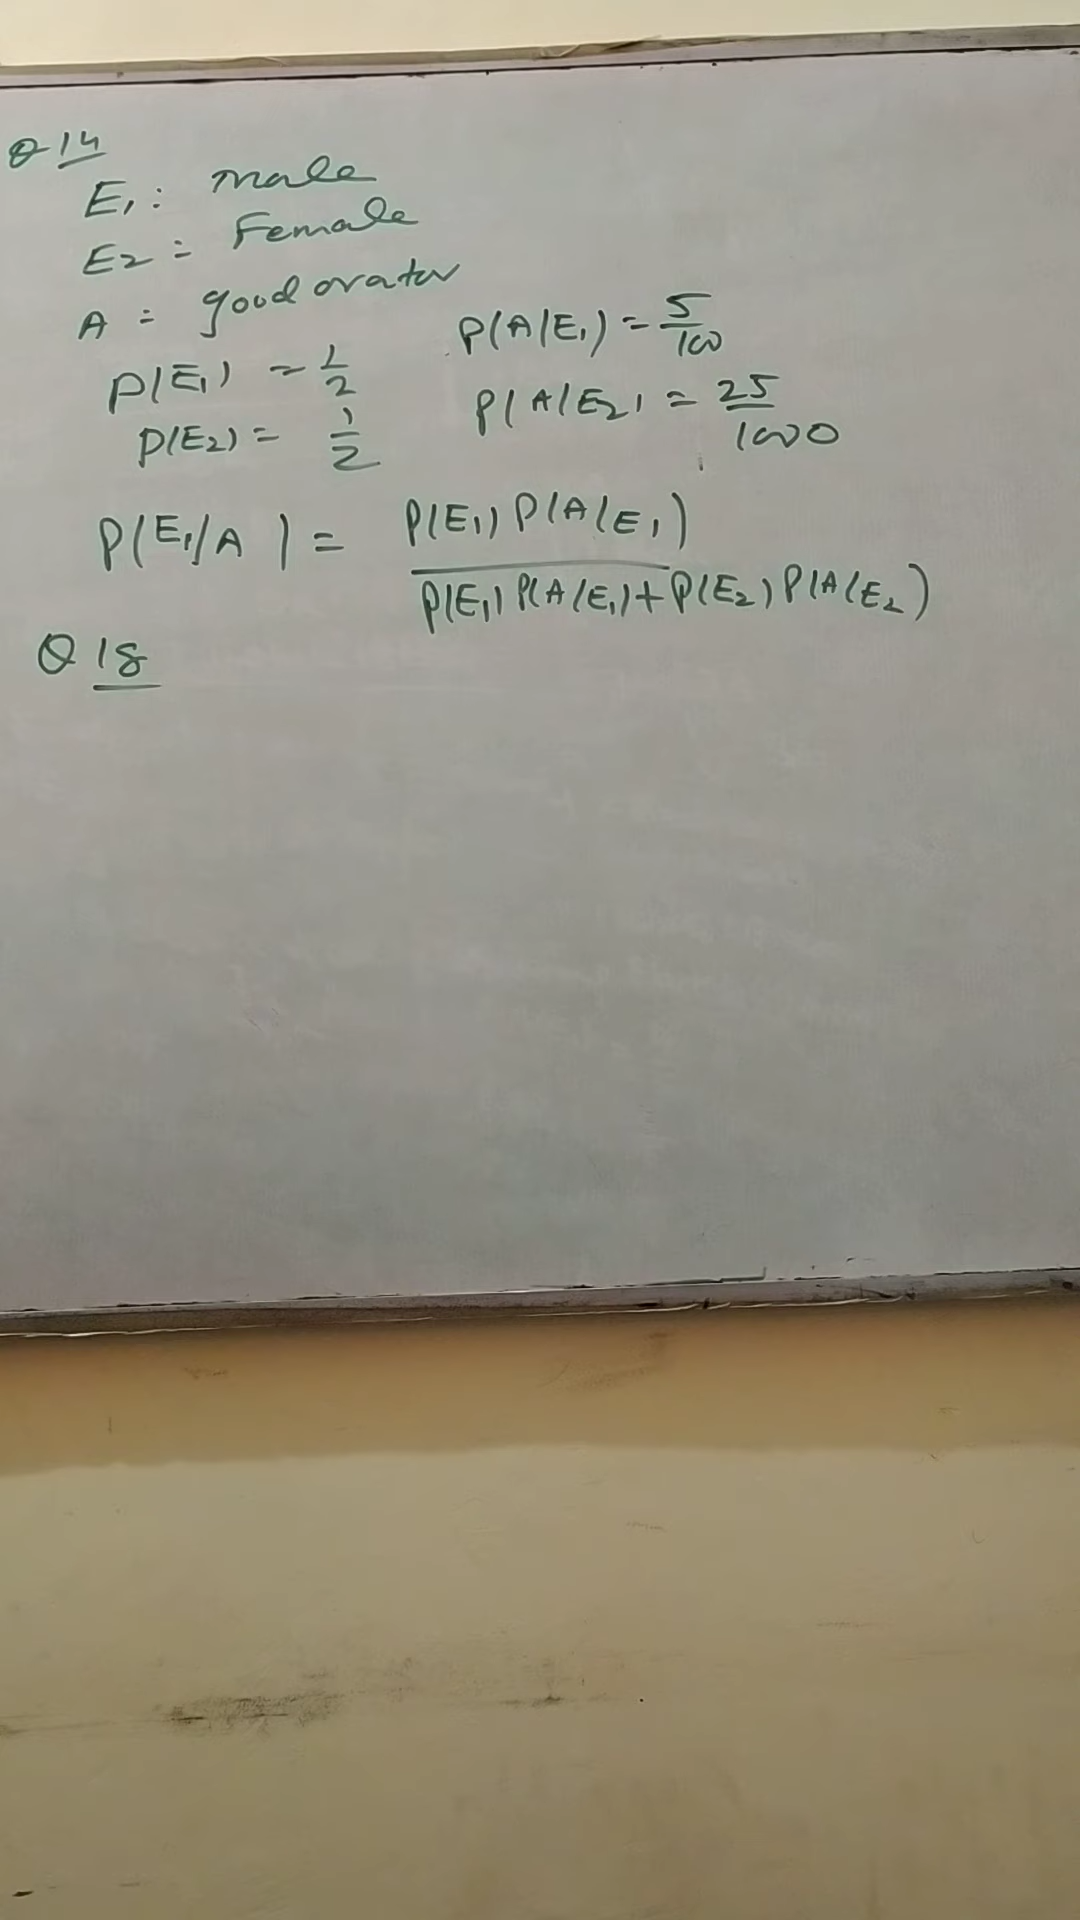 Q 14
E₁: male
E2 = Female
A = good orator
P(E₁) = 1/2 P(A/E₁) = 5/100
P(E2) = 1/2 P(A/E2) = 25/1000
P(E₁/A) = P(E₁) P(A/E₁) / P(E₁) P(A/E₁) + P(E2) P(A/E2)
Q 18